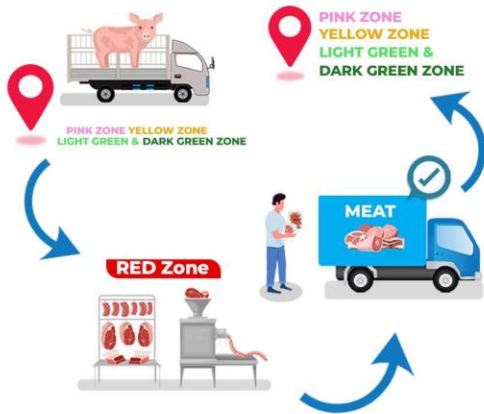 PINK ZONE
YELLOW ZONE
LIGHT GREEN &
DARK GREEN ZONE
PINK ZONE YELLOW ZONE
LIGHT GREEN & DARK GREEN ZONE
MEAT
RED Zone